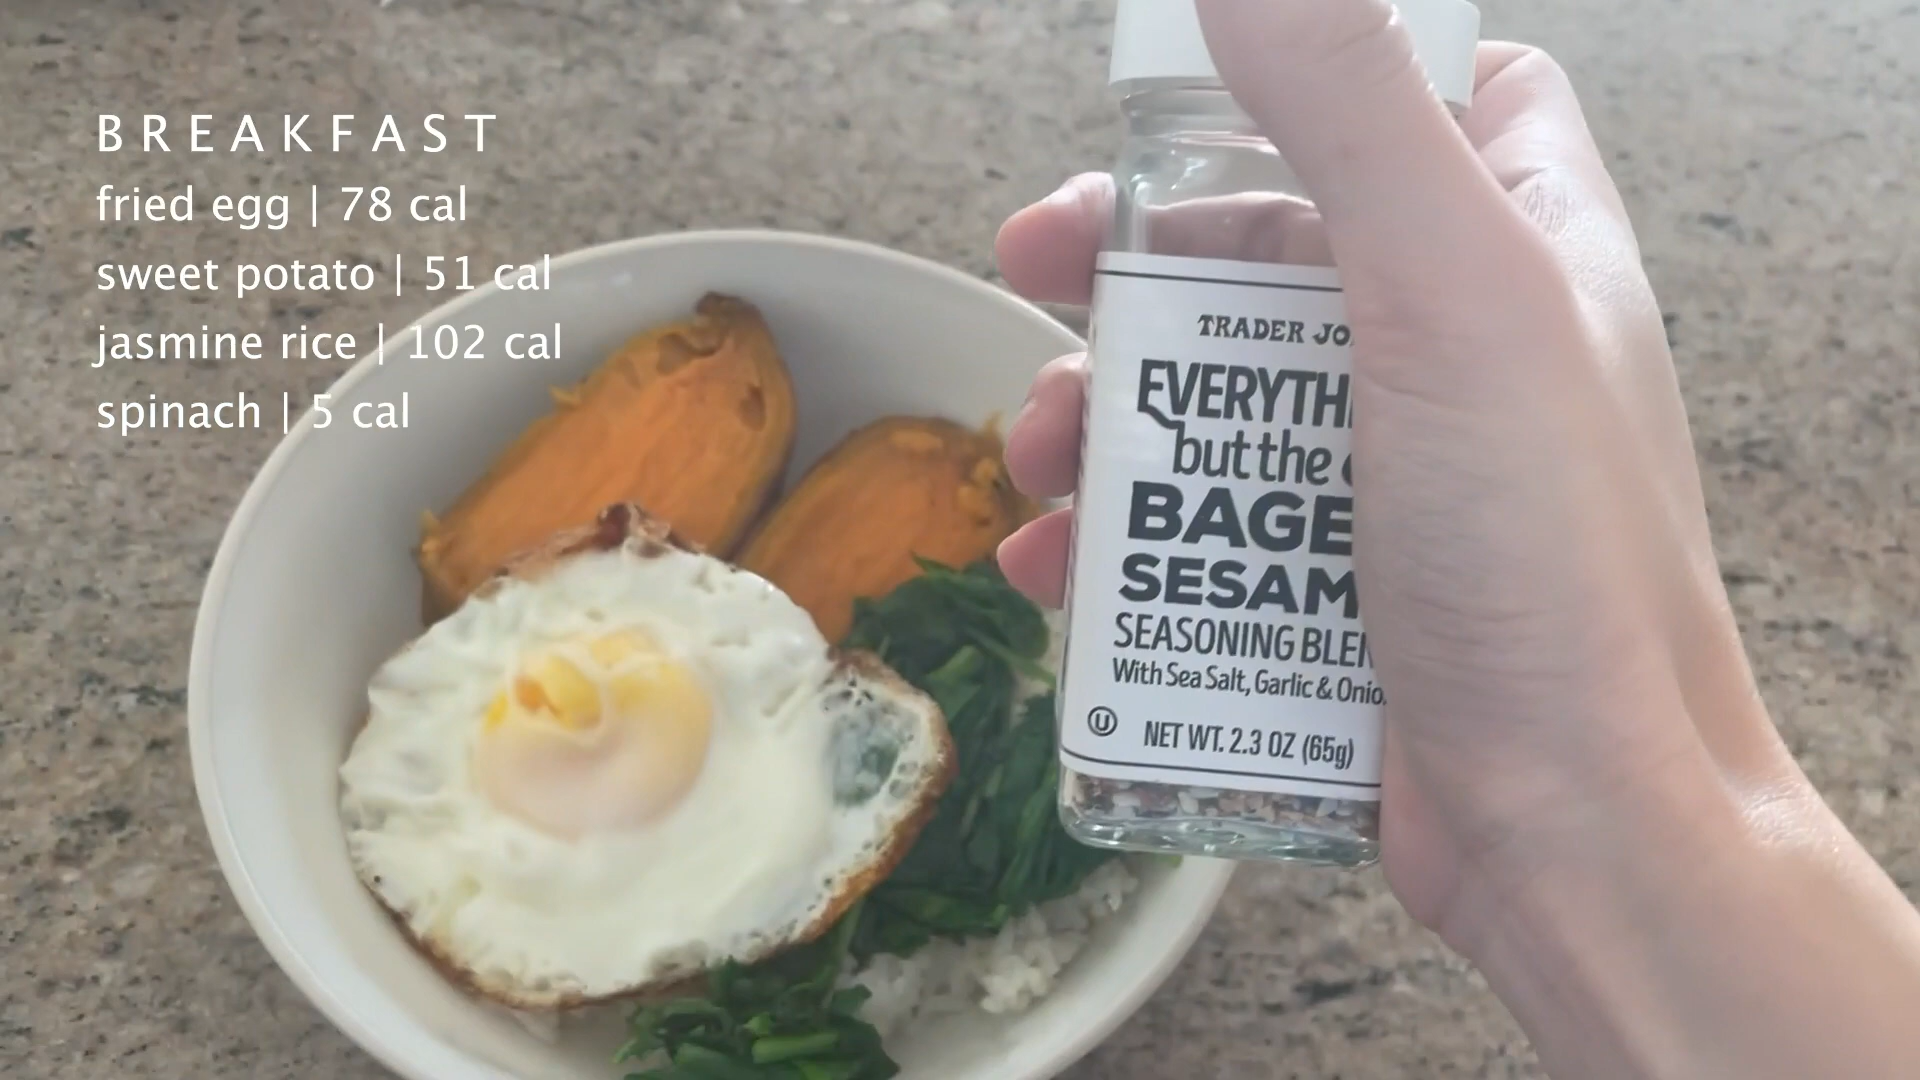 BREAKFAST
fried egg | 78 cal
sweet potato | 51 cal
jasmine rice | 102 cal
spinach | 5 cal
TRADER JO
EVERYTH
but the
BAGE
SESAM
SEASONING BLEN
With Sea Salt, Garlic & Onio
U
NET WT. 2.3 OZ (65g)